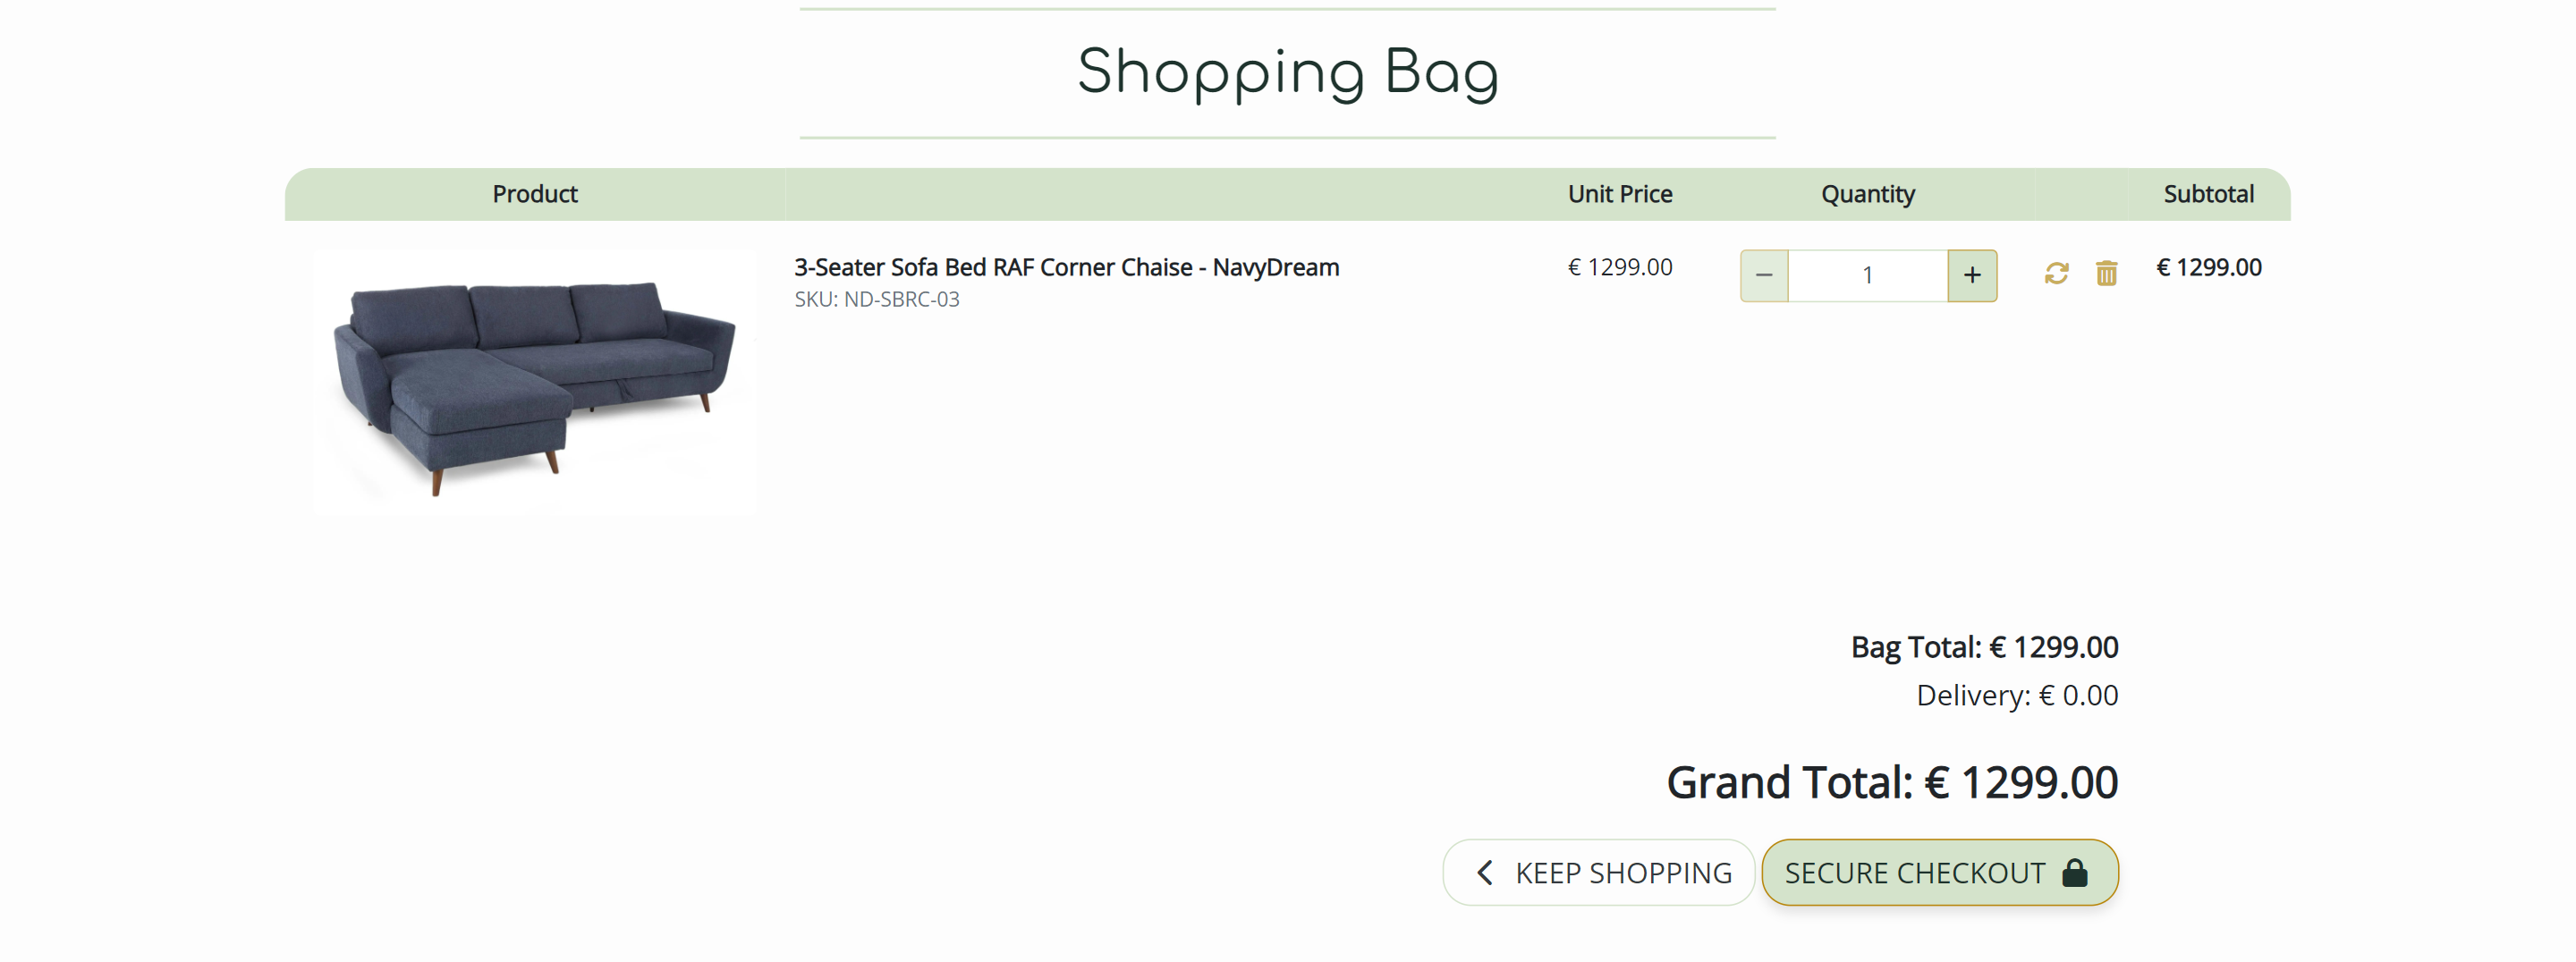 Shopping Bag
Product Unit Price Quantity Subtotal
3-Seater Sofa Bed RAF Corner Chaise - NavyDream € 1299.00 − 1 + € 1299.00
SKU: ND-SBRC-03
Bag Total: € 1299.00
Delivery: € 0.00
Grand Total: € 1299.00
KEEP SHOPPING SECURE CHECKOUT